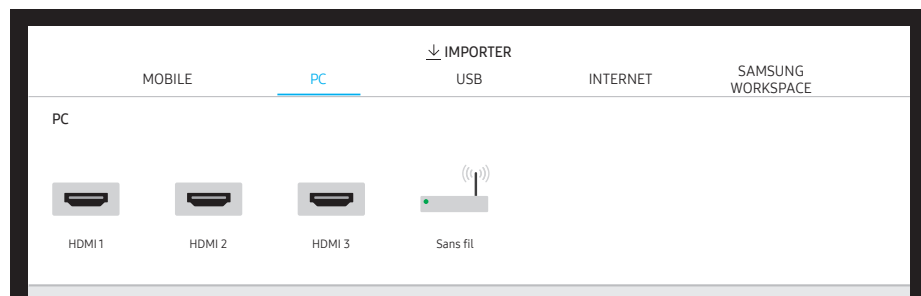 IMPORTER
MOBILE PC USB INTERNET SAMSUNG
WORKSPACE
PC
HDMI 1 HDMI 2 HDMI 3 Sans fil